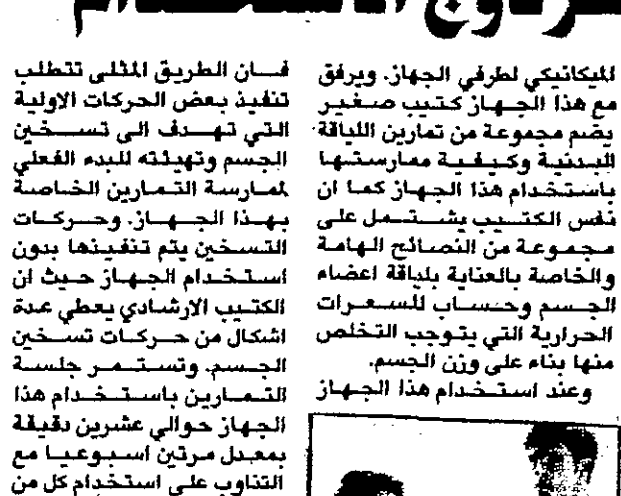 الميكانيكي لطرفي الجهاز. ويرفق
مع هذا الجهاز كتيب صغير
يضم مجموعة من تمارين اللياقة
البدنية وكيفية ممارستها
باستخدام هذا الجهاز كما ان
نفس الكتيب يشتمل على
مجموعة من النصائح الهامة
والخاصة بالعناية بلياقة اعضاء
الجسم وحساب للسعرات
الحرارية التي يتوجب التخلص
منها بناء على وزن الجسم.
وعند استخدام هذا الجهاز
فان الطريق المثلى تتطلب
تنفيذ بعض الحركات الاولية
التي تهدف الى تسخين
الجسم وتهيئته للبدء الفعلي
لممارسة التمارين الخاصة
بهذا الجهاز. وحركات
التسخين يتم تنفيذها بدون
استخدام الجهاز حيث ان
الكتيب الارشادي يعطي عدة
اشكال من حركات تسخين
الجسم. وتستمر جلسة
التمارين باستخدام هذا
الجهاز حوالي عشرين دقيقة
بمعدل مرتين اسبوعيا مع
التناوب على استخدام كل من